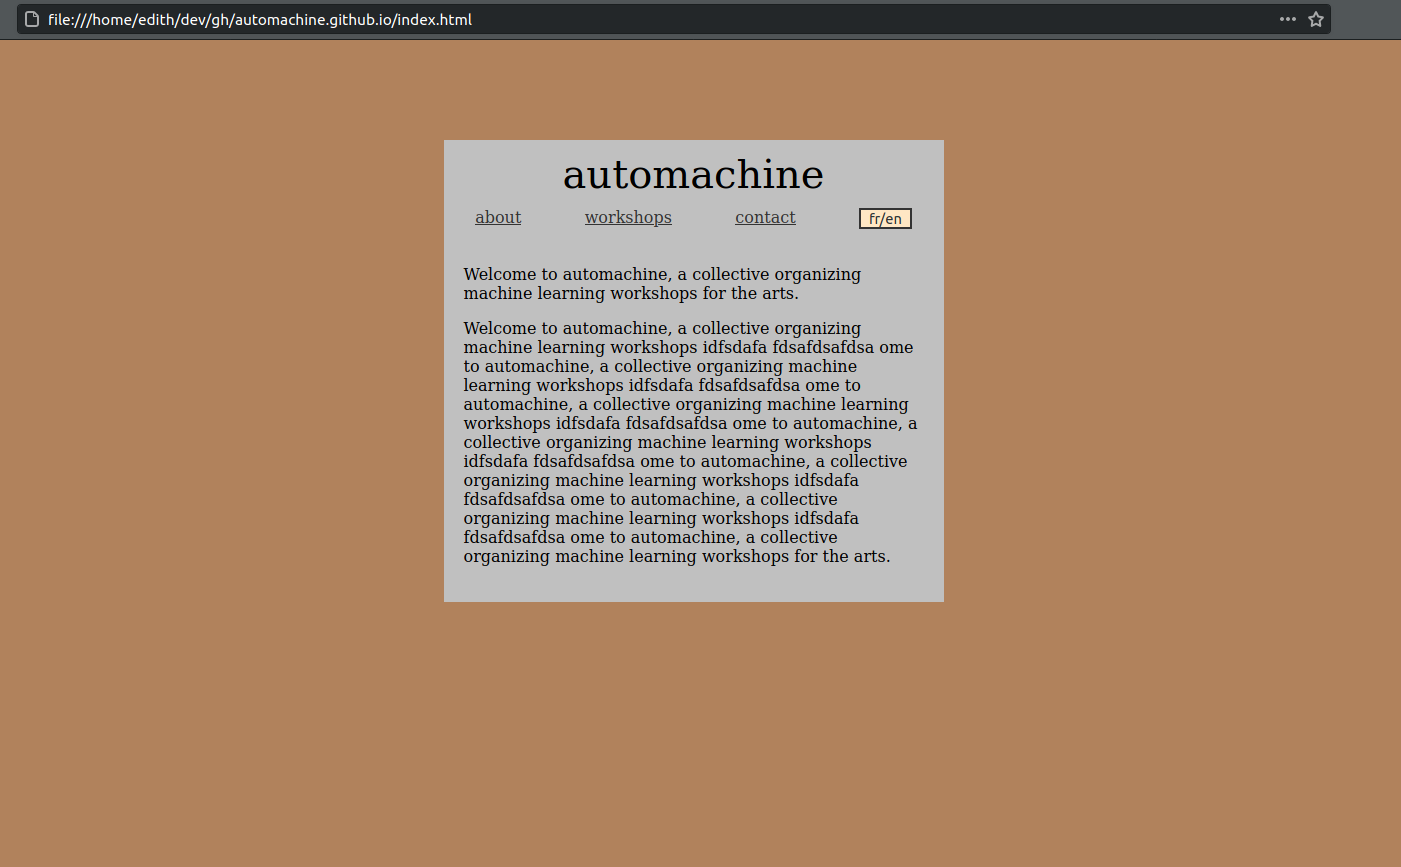 file:///home/edith/dev/gh/automachine.github.io/index.html
automachine
about workshops contact fr/en
Welcome to automachine, a collective organizing
machine learning workshops for the arts.
Welcome to automachine, a collective organizing
machine learning workshops idfsdafa fdsafdsafdsa ome
to automachine, a collective organizing machine
learning workshops idfsdafa fdsafdsafdsa ome to
automachine, a collective organizing machine learning
workshops idfsdafa fdsafdsafdsa ome to automachine, a
collective organizing machine learning workshops
idfsdafa fdsafdsafdsa ome to automachine, a collective
organizing machine learning workshops idfsdafa
fdsafdsafdsa ome to automachine, a collective
organizing machine learning workshops idfsdafa
fdsafdsafdsa ome to automachine, a collective
organizing machine learning workshops for the arts.